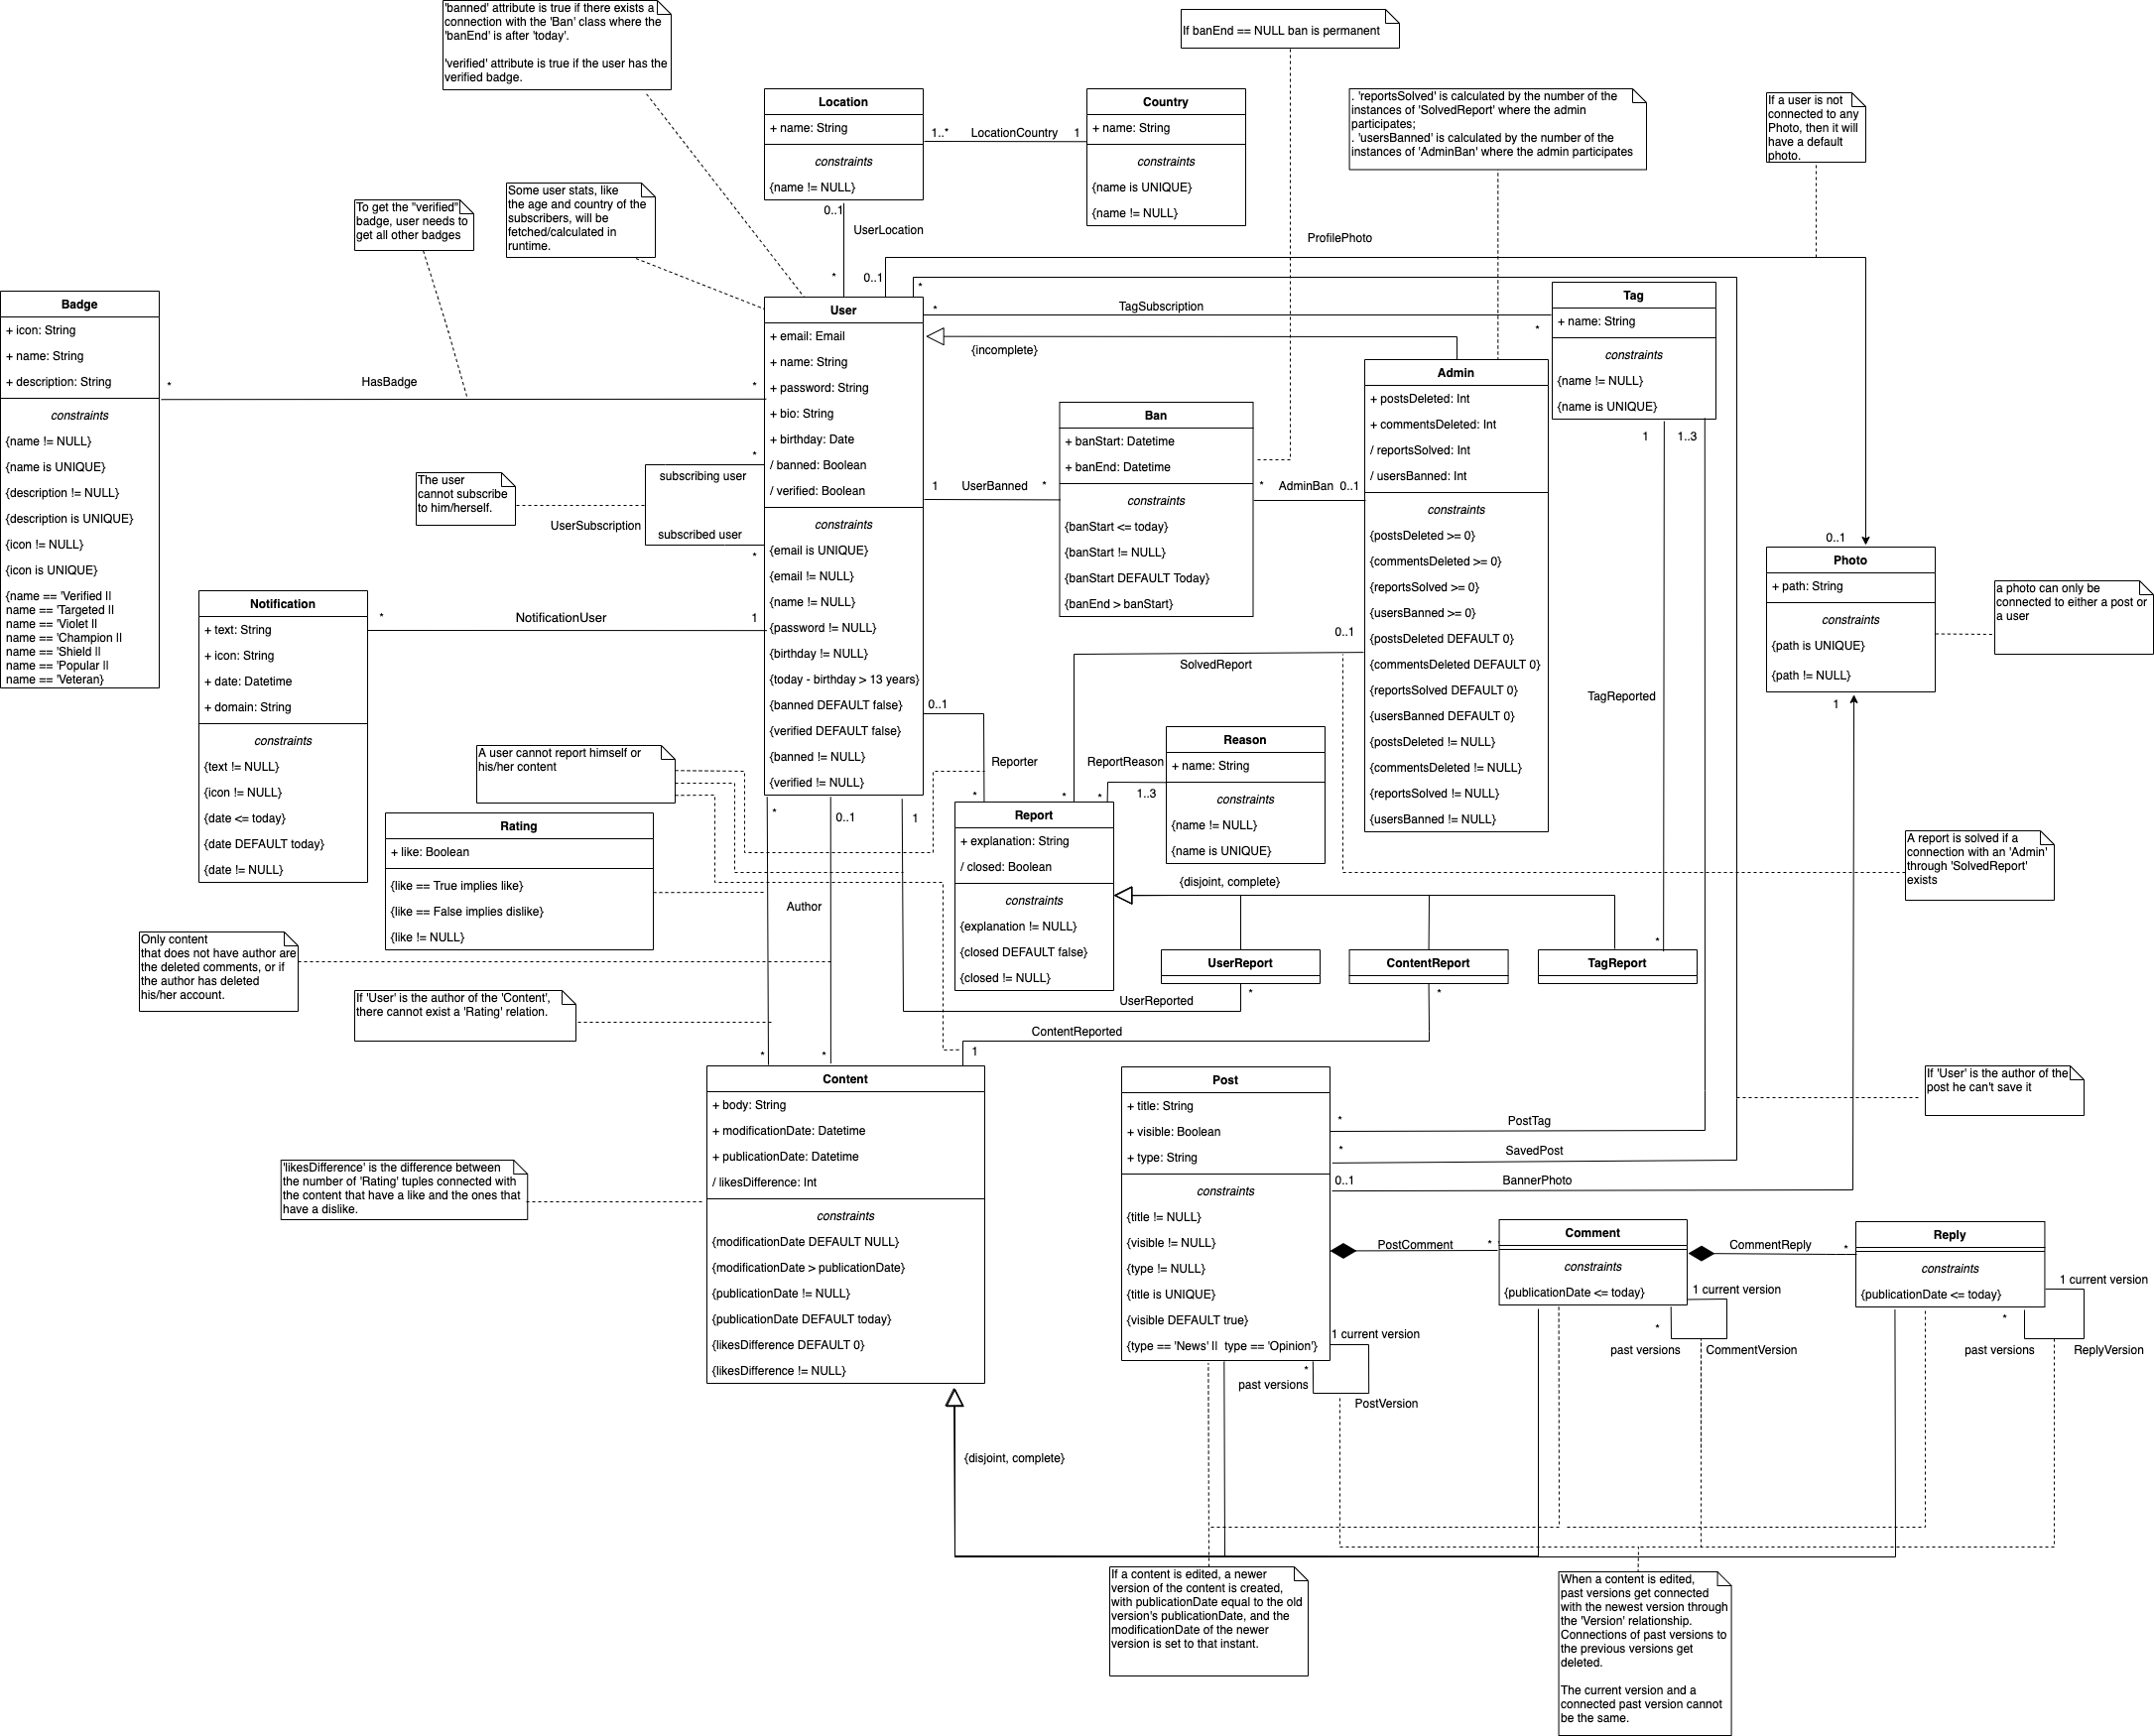 'banned' attribute is true if there exists a
connection with the 'Ban' class where the
'banEnd' is after 'today'.
'verified' attribute is true if the user has the
verified badge.
If banEnd == NULL ban is permanent
. 'reportsSolved' is calculated by the number of the
instances of 'SolvedReport' where the admin
participates;
. 'usersBanned' is calculated by the number of the
instances of 'AdminBan' where the admin participates
If a user is not
connected to any
Photo, then it will
have a default
photo.
Location
+ name: String
constraints
{name != NULL}
1..*
LocationCountry
1
Country
+ name: String
constraints
{name is UNIQUE}
{name != NULL}
To get the "verified"
badge, user needs to
get all other badges
Some user stats, like
the age and country of the
subscribers, will be
fetched/calculated in
runtime.
0..1
UserLocation
*
ProfilePhoto
0..1
*
Badge
+ icon: String
+ name: String
+ description: String
constraints
{name != NULL}
{name is UNIQUE}
{description != NULL}
{description is UNIQUE}
{icon != NULL}
{icon is UNIQUE}
{name == 'Verified ||
name == 'Targeted ||
name == 'Violet ||
name == 'Champion ||
name == 'Shield ||
name == 'Popular ||
name == 'Veteran}
*
HasBadge
*
User
+ email: Email
+ name: String
+ password: String
+ bio: String
+ birthday: Date
/ banned: Boolean
/ verified: Boolean
constraints
{email is UNIQUE}
{email != NULL}
{name != NULL}
{password != NULL}
{birthday != NULL}
{today - birthday > 13 years}
{banned DEFAULT false}
{verified DEFAULT false}
{banned != NULL}
{verified != NULL}
*
TagSubscription
*
{incomplete}
Tag
+ name: String
constraints
{name != NULL}
{name is UNIQUE}
Admin
+ postsDeleted: Int
+ commentsDeleted: Int
/ reportsSolved: Int
/ usersBanned: Int
constraints
{postsDeleted >= 0}
{commentsDeleted >= 0}
{reportsSolved >= 0}
{usersBanned >= 0}
{postsDeleted DEFAULT 0}
{commentsDeleted DEFAULT 0}
{reportsSolved DEFAULT 0}
{usersBanned DEFAULT 0}
{postsDeleted != NULL}
{commentsDeleted != NULL}
{reportsSolved != NULL}
{usersBanned != NULL}
Ban
+ banStart: Datetime
+ banEnd: Datetime
constraints
{banStart <= today}
{banStart != NULL}
{banStart DEFAULT Today}
{banEnd > banStart}
1
UserBanned
*
*
AdminBan
0..1
*
subscribing user
subscribed user
*
UserSubscription
The user
cannot subscribe
to him/herself.
1
1..3
TagReported
0..1
Photo
+ path: String
constraints
{path is UNIQUE}
{path != NULL}
1
a photo can only be
connected to either a post or
a user
Notification
+ text: String
+ icon: String
+ date: Datetime
+ domain: String
constraints
{text != NULL}
{icon != NULL}
{date <= today}
{date DEFAULT today}
{date != NULL}
*
NotificationUser
1
0..1
SolvedReport
*
0..1
Reporter
*
ReportReason
1..3
*
Reason
+ name: String
constraints
{name != NULL}
{name is UNIQUE}
A user cannot report himself or
his/her content
Rating
+ like: Boolean
{like == True implies like}
{like == False implies dislike}
{like != NULL}
*
0..1
1
Author
Report
+ explanation: String
/ closed: Boolean
constraints
{explanation != NULL}
{closed DEFAULT false}
{closed != NULL}
{disjoint, complete}
A report is solved if a
connection with an 'Admin'
through 'SolvedReport'
exists
Only content
that does not have author are
the deleted comments, or if
the author has deleted
his/her account.
If 'User' is the author of the 'Content',
there cannot exist a 'Rating' relation.
UserReport
ContentReport
*
TagReport
*
*
UserReported
ContentReported
*
*
1
Content
+ body: String
+ modificationDate: Datetime
+ publicationDate: Datetime
/ likesDifference: Int
constraints
{modificationDate DEFAULT NULL}
{modificationDate > publicationDate}
{publicationDate != NULL}
{publicationDate DEFAULT today}
{likesDifference DEFAULT 0}
{likesDifference != NULL}
'likesDifference' is the difference between
the number of 'Rating' tuples connected with
the content that have a like and the ones that
have a dislike.
Post
+ title: String
+ visible: Boolean
+ type: String
constraints
{title != NULL}
{visible != NULL}
{type != NULL}
{title is UNIQUE}
{visible DEFAULT true}
{type == 'News' ||  type == 'Opinion'}
*
PostTag
*
SavedPost
0..1
BannerPhoto
If 'User' is the author of the
post he can't save it
PostComment
*
Comment
constraints
{publicationDate <= today}
CommentReply
*
Reply
constraints
{publicationDate <= today}
1 current version
*
past versions
CommentVersion
1 current version
*
past versions
ReplyVersion
1 current version
*
past versions
PostVersion
{disjoint, complete}
If a content is edited, a newer
version of the content is created,
with publicationDate equal to the old
version's publicationDate, and the
modificationDate of the newer
version is set to that instant.
When a content is edited,
past versions get connected
with the newest version through
the 'Version' relationship.
Connections of past versions to
the previous versions get
deleted.
The current version and a
connected past version cannot
be the same.